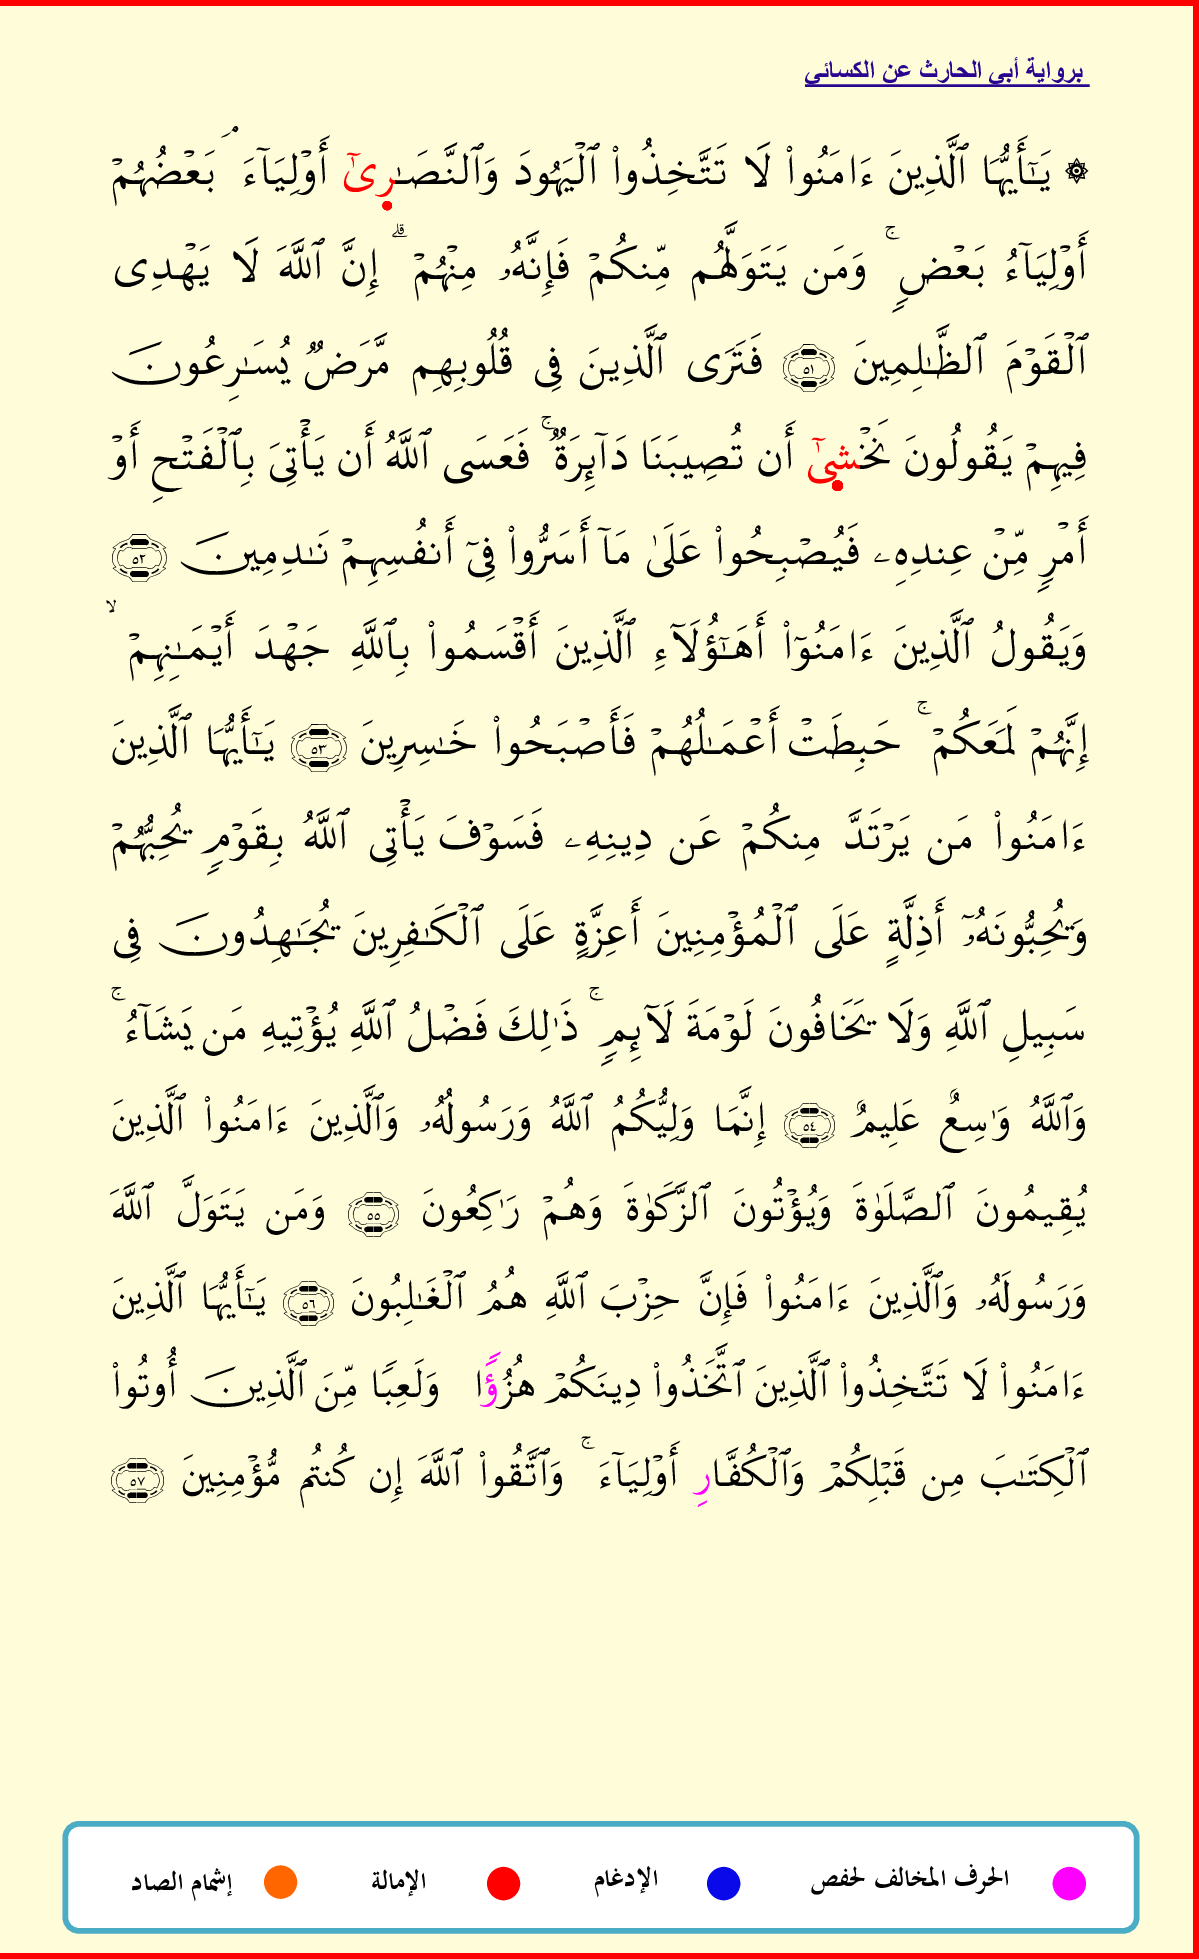 برواية أبي الحارث عن الكسائي
۞ يَـٰٓأَيُّهَا ٱلَّذِينَ ءَامَنُوا۟ لَا تَتَّخِذُوا۟ ٱلْيَهُودَ وَٱلنَّصَـٰرِىٰٓ أَوْلِيَآءَ ۘ بَعْضُهُمْ
أَوْلِيَآءُ بَعْضٍ ۚ وَمَن يَتَوَلَّهُم مِّنكُمْ فَإِنَّهُۥ مِنْهُمْ ۗ إِنَّ ٱللَّهَ لَا يَهْدِى
ٱلْقَوْمَ ٱلظَّـٰلِمِينَ ٥١ فَتَرَى ٱلَّذِينَ فِى قُلُوبِهِم مَّرَضٌ يُسَـٰرِعُونَ
فِيهِمْ يَقُولُونَ نَخْشِىٰٓ أَن تُصِيبَنَا دَآئِرَةٌ ۚ فَعَسَى ٱللَّهُ أَن يَأْتِىَ بِٱلْفَتْحِ أَوْ
أَمْرٍ مِّنْ عِندِهِۦ فَيُصْبِحُوا۟ عَلَىٰ مَآ أَسَرُّوا۟ فِىٓ أَنفُسِهِمْ نَـٰدِمِينَ ٥٢
وَيَقُولُ ٱلَّذِينَ ءَامَنُوٓا۟ أَهَـٰٓؤُلَآءِ ٱلَّذِينَ أَقْسَمُوا۟ بِٱللَّهِ جَهْدَ أَيْمَـٰنِهِمْ ۙ
إِنَّهُمْ لَمَعَكُمْ ۚ حَبِطَتْ أَعْمَـٰلُهُمْ فَأَصْبَحُوا۟ خَـٰسِرِينَ ٥٣ يَـٰٓأَيُّهَا ٱلَّذِينَ
ءَامَنُوا۟ مَن يَرْتَدَّ مِنكُمْ عَن دِينِهِۦ فَسَوْفَ يَأْتِى ٱللَّهُ بِقَوْمٍ يُحِبُّهُمْ
وَيُحِبُّونَهُۥٓ أَذِلَّةٍ عَلَى ٱلْمُؤْمِنِينَ أَعِزَّةٍ عَلَى ٱلْكَـٰفِرِينَ يُجَـٰهِدُونَ فِى
سَبِيلِ ٱللَّهِ وَلَا يَخَافُونَ لَوْمَةَ لَآئِمٍ ۚ ذَٰلِكَ فَضْلُ ٱللَّهِ يُؤْتِيهِ مَن يَشَآءُ ۚ
وَٱللَّهُ وَٰسِعٌ عَلِيمٌ ٥٤ إِنَّمَا وَلِيُّكُمُ ٱللَّهُ وَرَسُولُهُۥ وَٱلَّذِينَ ءَامَنُوا۟ ٱلَّذِينَ
يُقِيمُونَ ٱلصَّلَوٰةَ وَيُؤْتُونَ ٱلزَّكَوٰةَ وَهُمْ رَٰكِعُونَ ٥٥ وَمَن يَتَوَلَّ ٱللَّهَ
وَرَسُولَهُۥ وَٱلَّذِينَ ءَامَنُوا۟ فَإِنَّ حِزْبَ ٱللَّهِ هُمُ ٱلْغَـٰلِبُونَ ٥٦ يَـٰٓأَيُّهَا ٱلَّذِينَ
ءَامَنُوا۟ لَا تَتَّخِذُوا۟ ٱلَّذِينَ ٱتَّخَذُوا۟ دِينَكُمْ هُزُؤًا وَلَعِبًا مِّنَ ٱلَّذِينَ أُوتُوا۟
ٱلْكِتَـٰبَ مِن قَبْلِكُمْ وَٱلْكُفَّارِ أَوْلِيَآءَ ۚ وَٱتَّقُوا۟ ٱللَّهَ إِن كُنتُم مُّؤْمِنِينَ ٥٧
الحرف المخالف لحفص الإدغام الإمالة إشمام الصاد